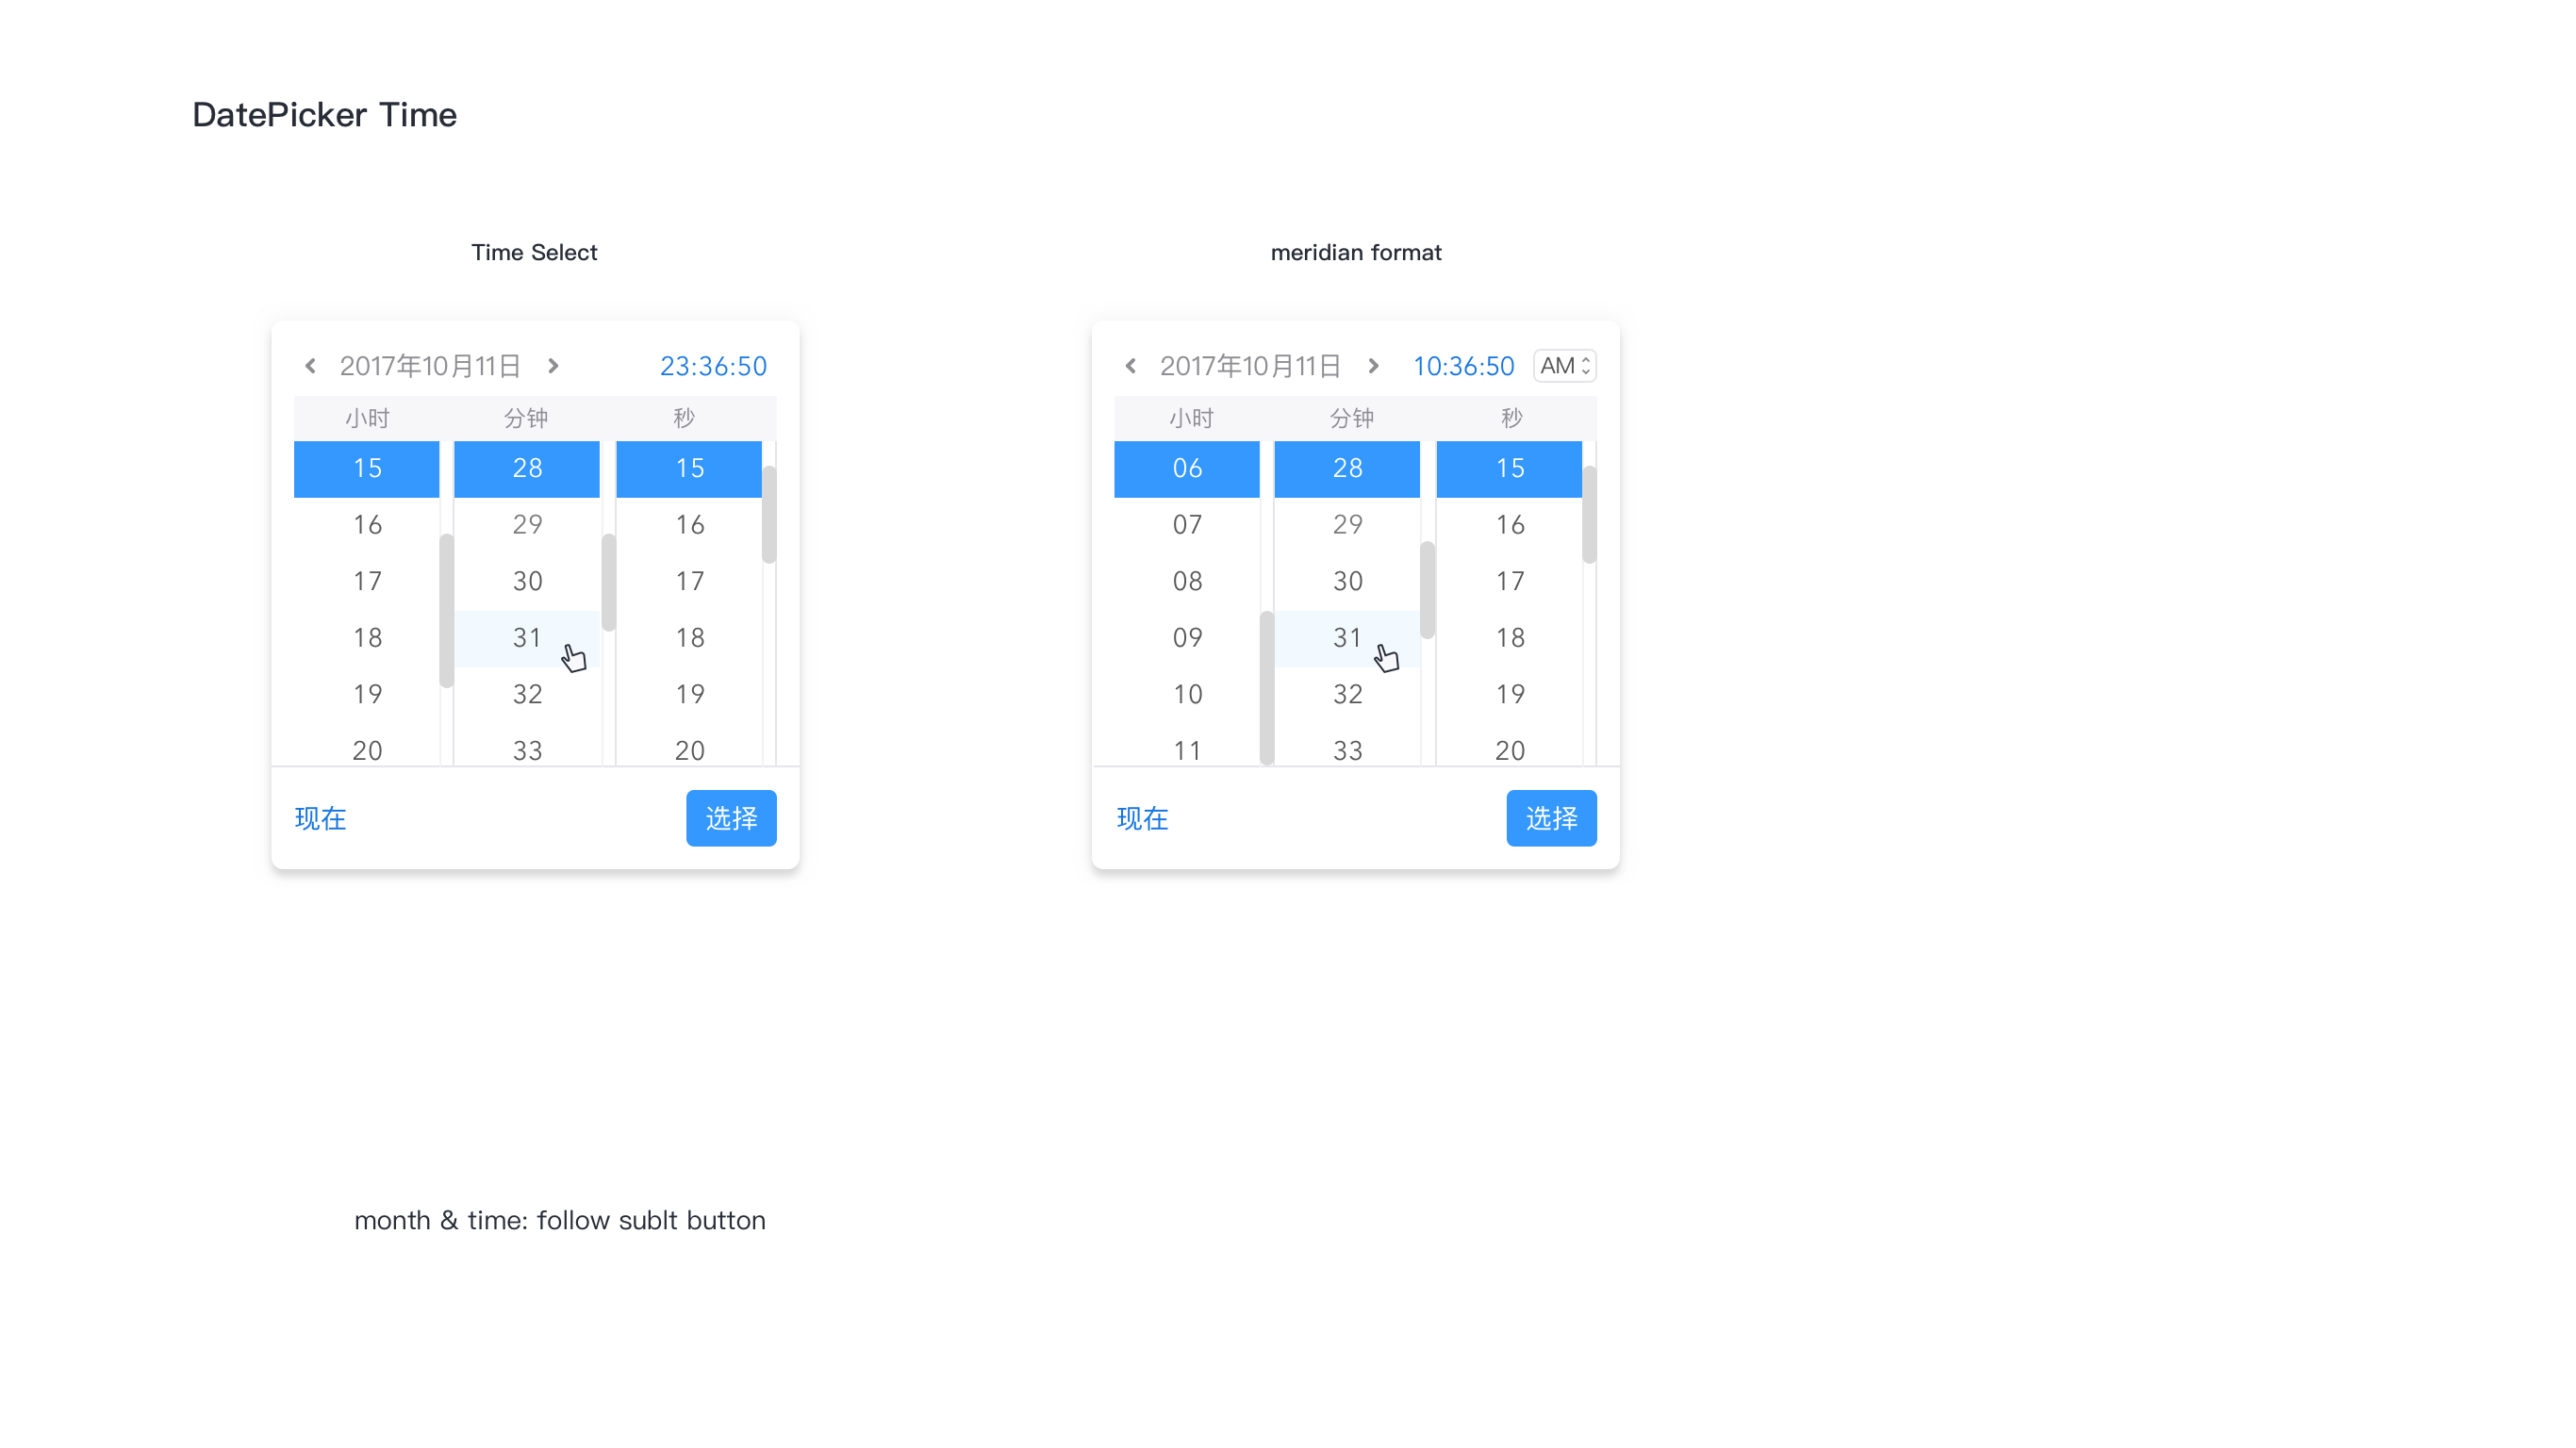 DatePicker Time
Time Select
meridian format
2017年10月11日 23:36:50
小时 分钟 秒
15 28 15
16 29 16
17 30 17
18 31 18
19 32 19
20 33 20
现在 选择
2017年10月11日 10:36:50 AM
小时 分钟 秒
06 28 15
07 29 16
08 30 17
09 31 18
10 32 19
11 33 20
现在 选择
month & time: follow sublt button